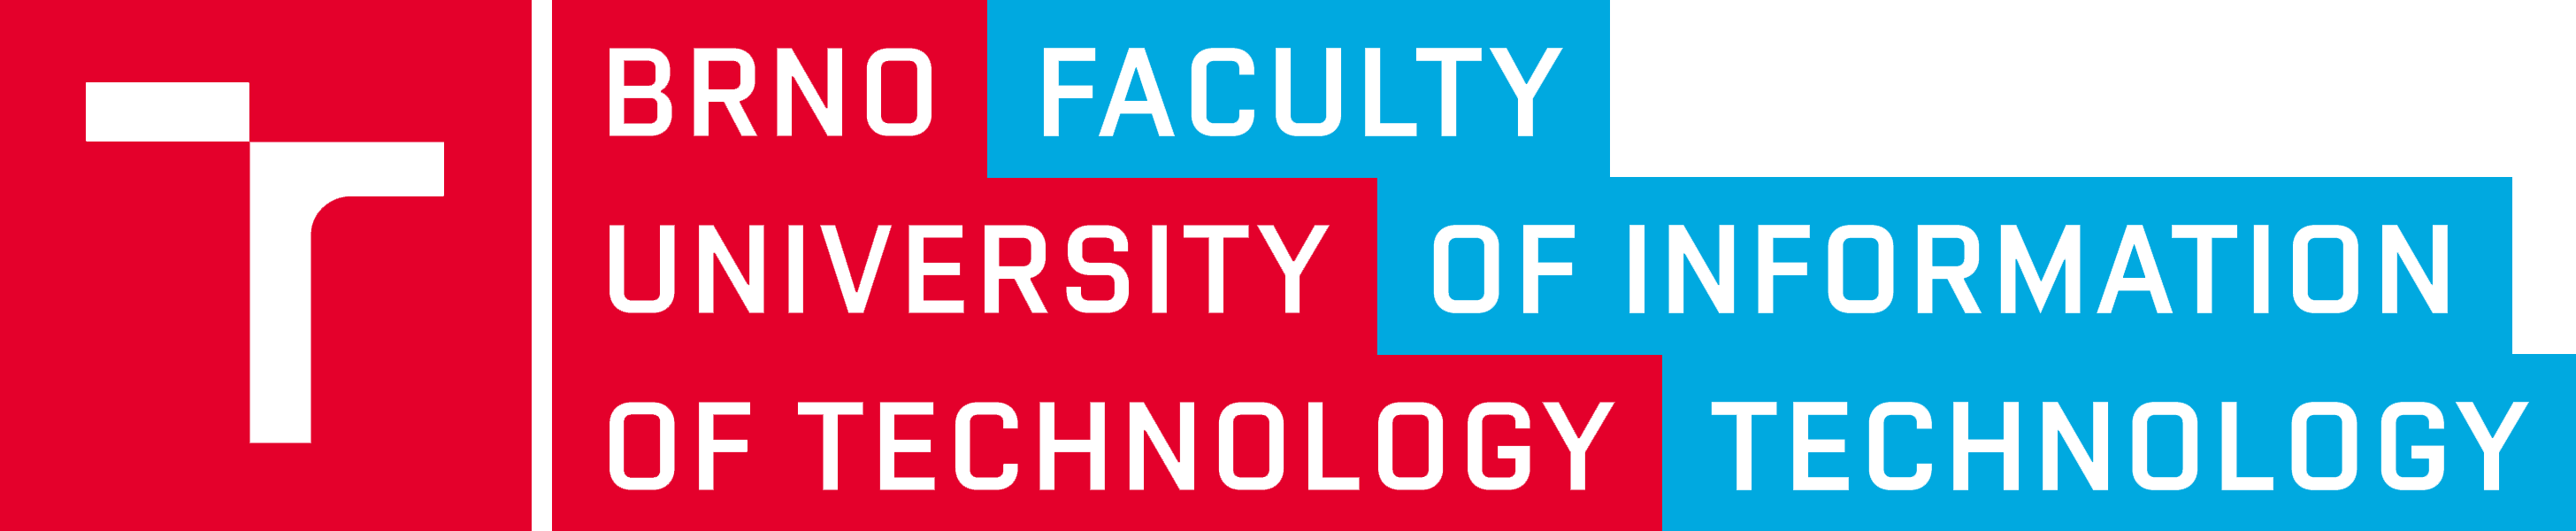 BRNO FACULTY
UNIVERSITY OF INFORMATION
OF TECHNOLOGY TECHNOLOGY